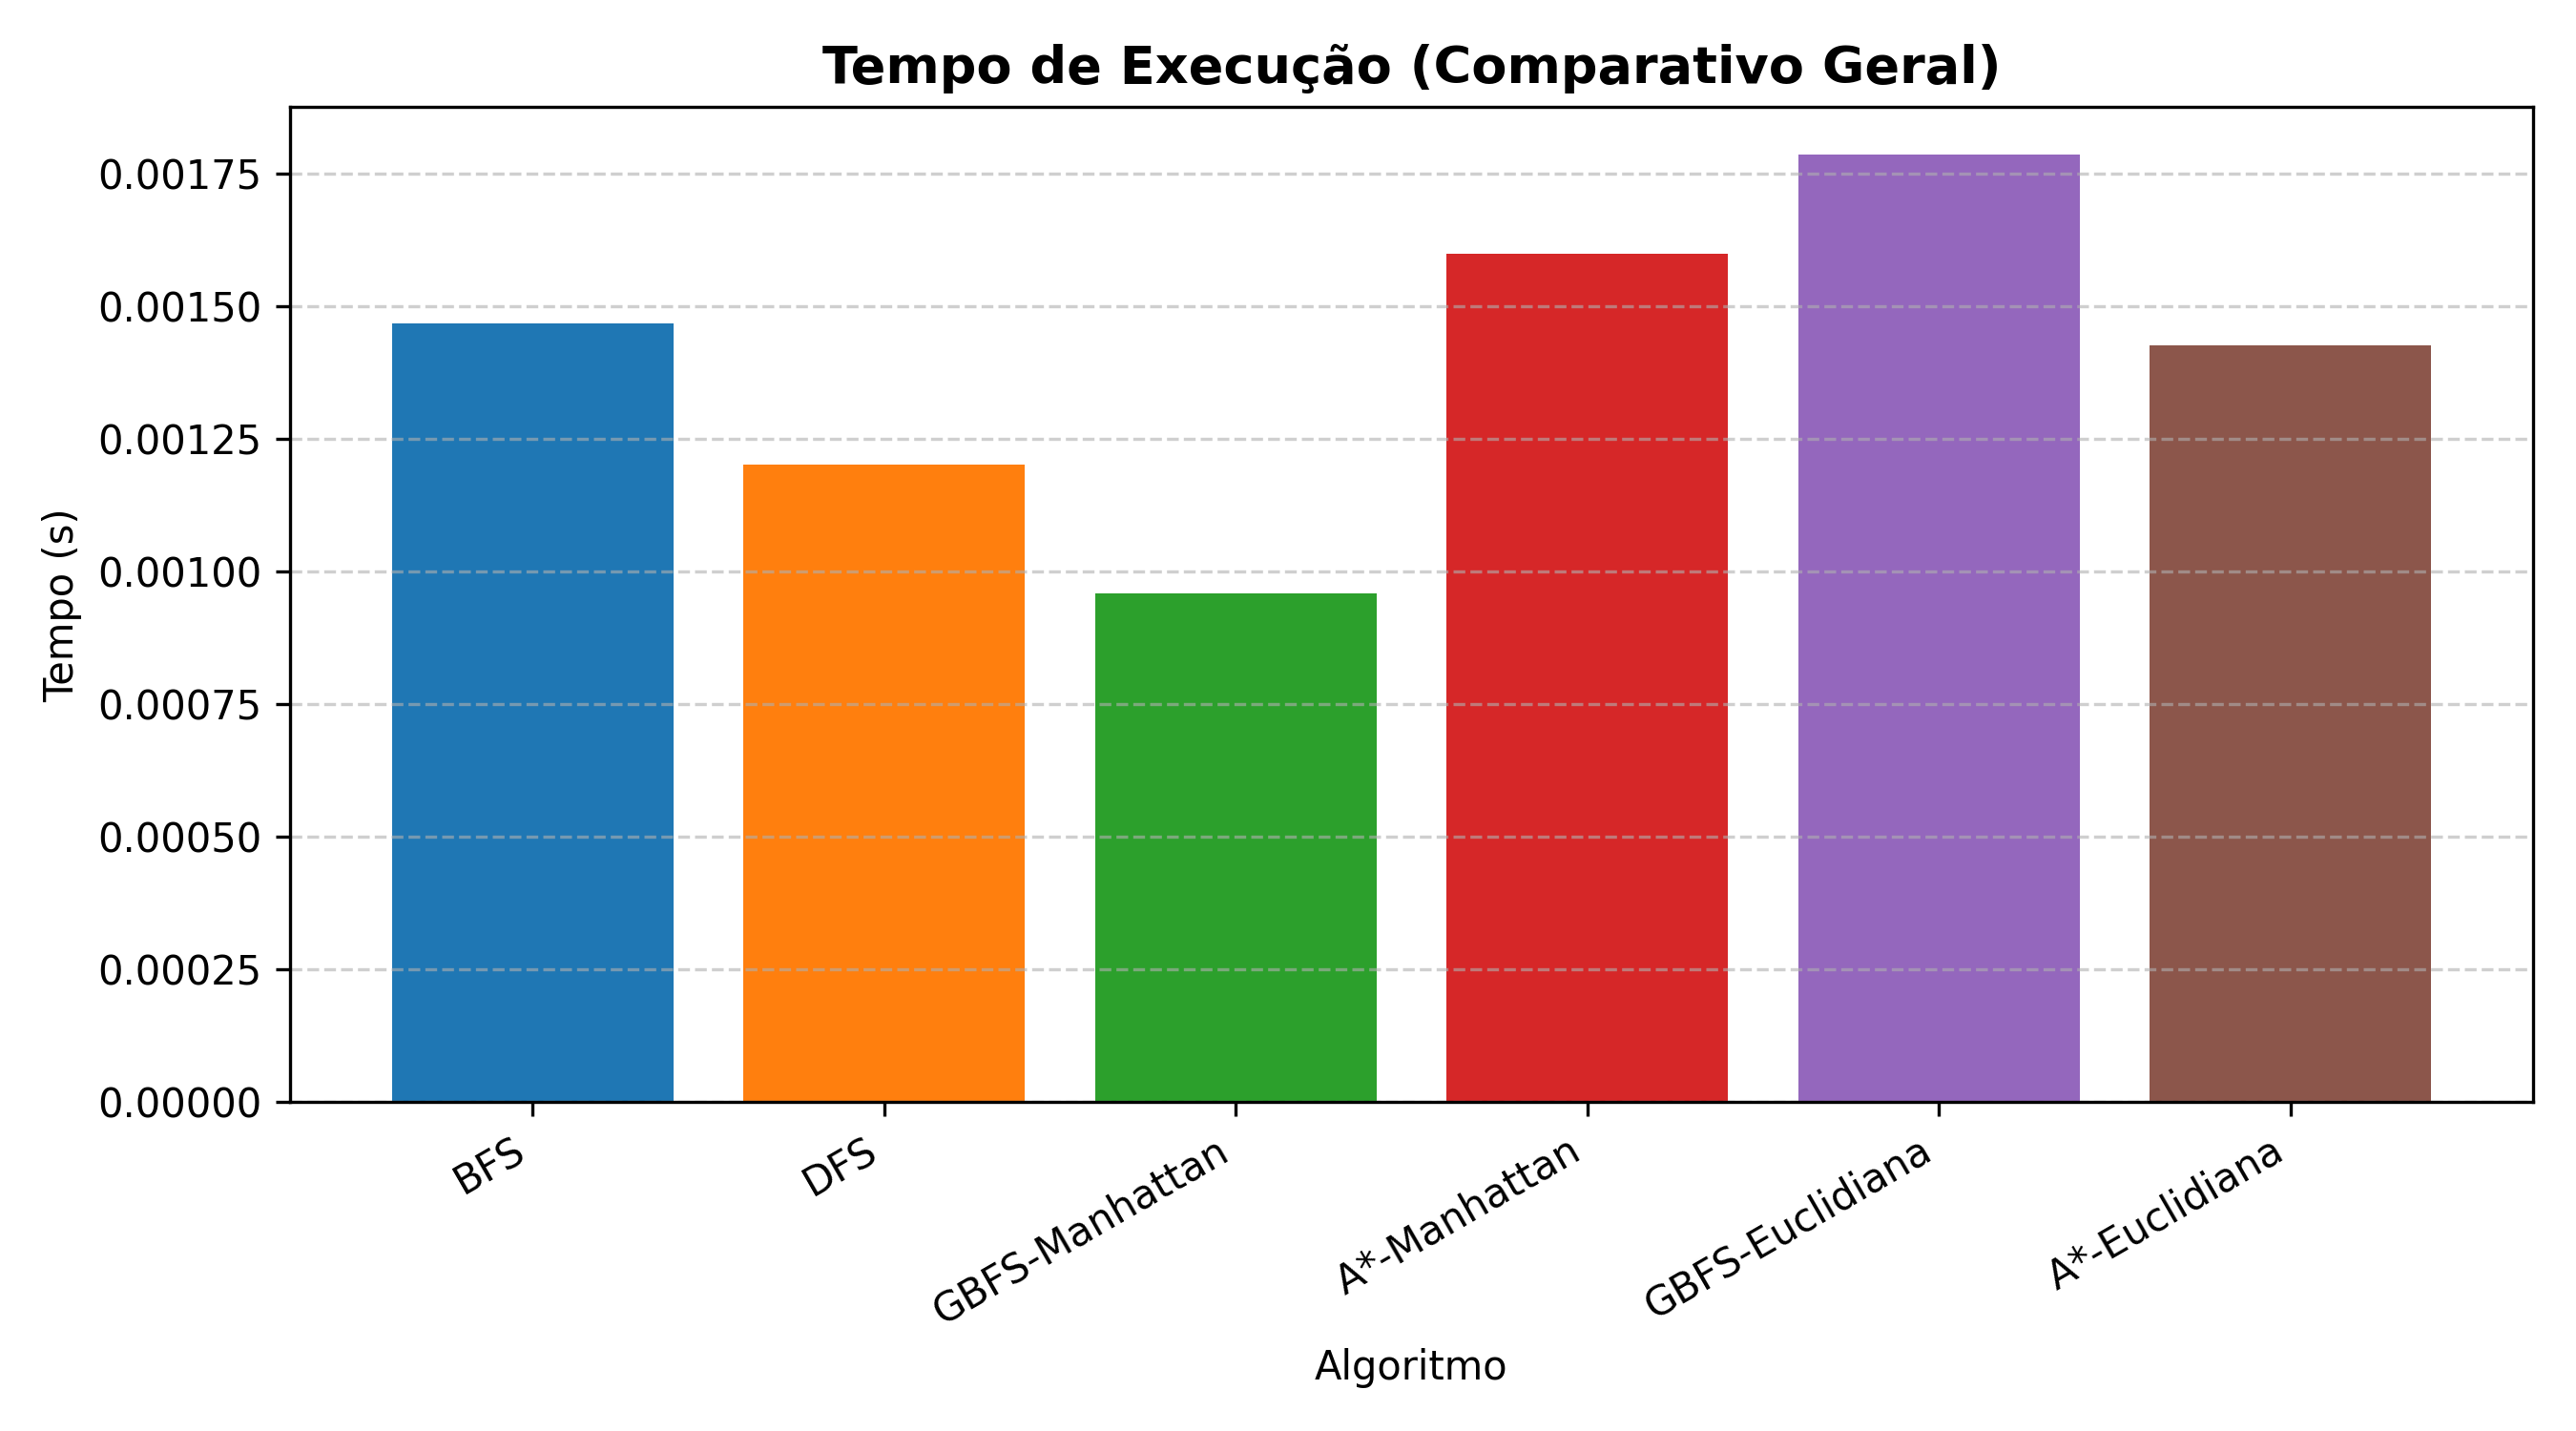 Tempo de Execução (Comparativo Geral)
Tempo (s)
0.00175
0.00150
0.00125
0.00100
0.00075
0.00050
0.00025
0.00000
BFS
DFS
GBFS-Manhattan
A*-Manhattan
GBFS-Euclidiana
A*-Euclidiana
Algoritmo